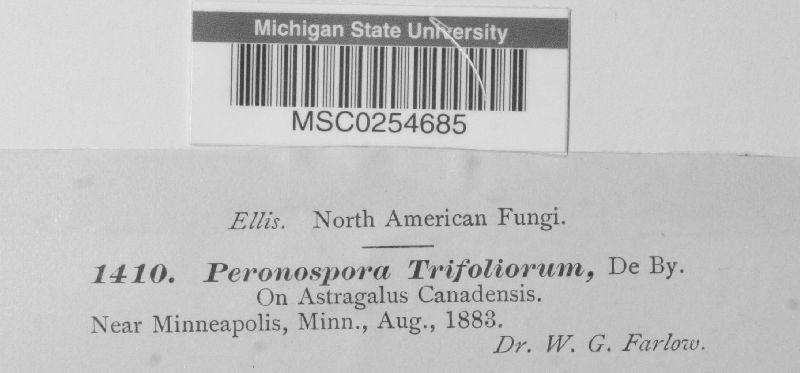 Michigan State University
MSC0254685
Ellis. North American Fungi.
1410. Peronospora Trifoliorum, De By.
On Astragalus Canadensis.
Near Minneapolis, Minn., Aug., 1883.
Dr. W. G. Farlow.